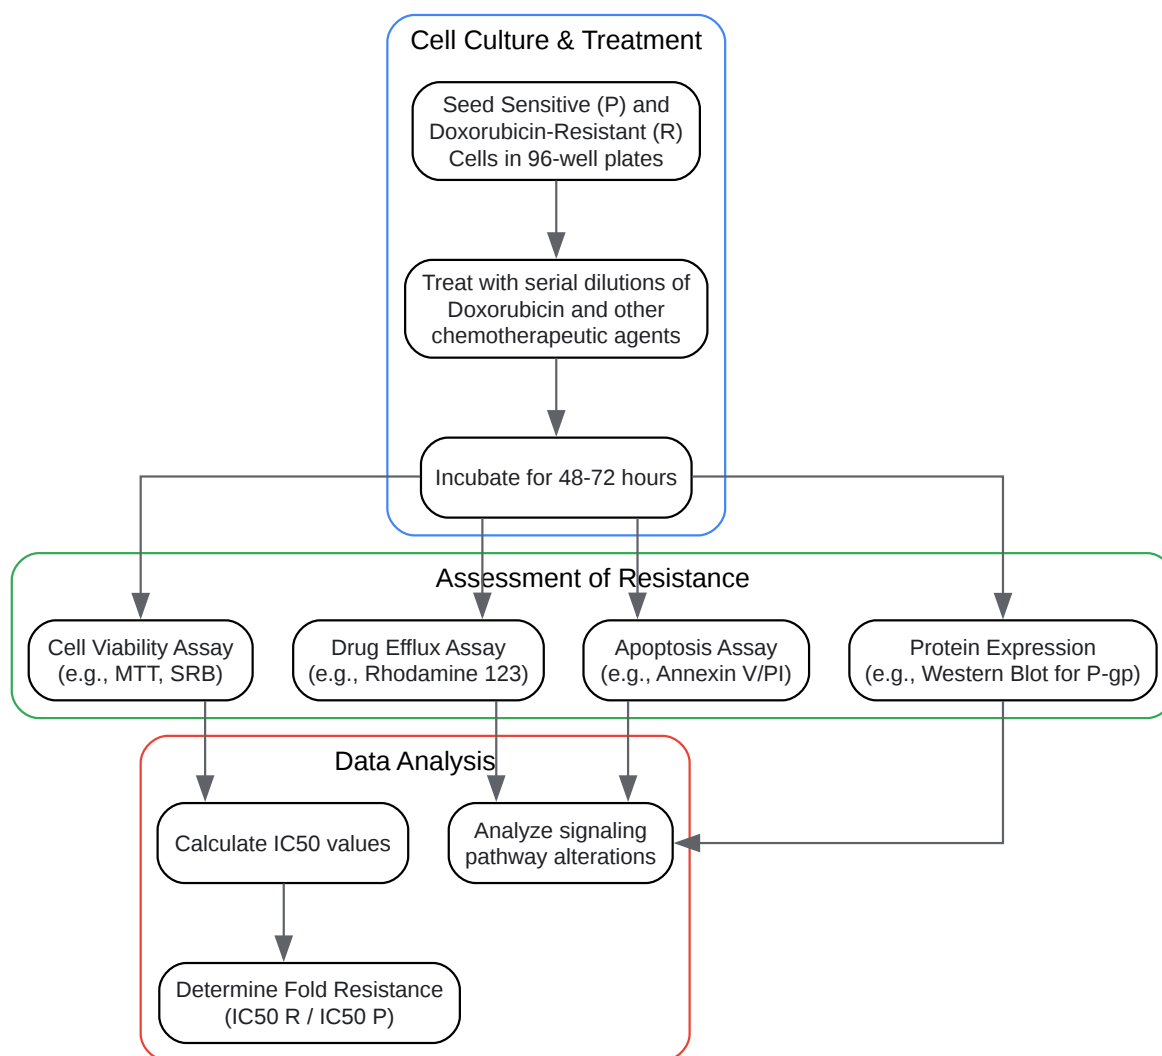 Cell Culture & Treatment
Seed Sensitive (P) and
Doxorubicin-Resistant (R)
Cells in 96-well plates
Treat with serial dilutions of
Doxorubicin and other
chemotherapeutic agents
Incubate for 48-72 hours
Assessment of Resistance
Cell Viability Assay
(e.g., MTT, SRB)
Drug Efflux Assay
(e.g., Rhodamine 123)
Apoptosis Assay
(e.g., Annexin V/PI)
Protein Expression
(e.g., Western Blot for P-gp)
Data Analysis
Calculate IC50 values
Analyze signaling
pathway alterations
Determine Fold Resistance
(IC50 R / IC50 P)